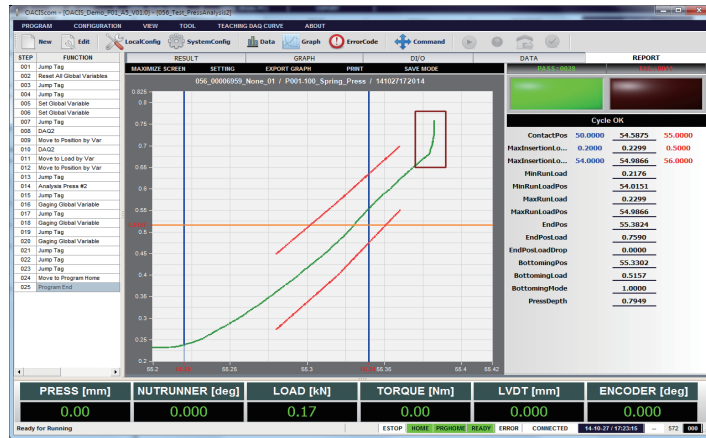 OACIScom - [OACIS_Demo_P01_A5_V01.0] - [056_Test_PressAnalysis2]
PROGRAM CONFIGURATION VIEW TOOL TEACHING DAQ CURVE ABOUT
New Edit LocalConfig SystemConfig Data Graph ErrorCode Command
STEP FUNCTION
001 Jump Tag
002 Reset All Global Variables
003 Jump Tag
004 Jump Tag
005 Set Global Variable
006 Set Global Variable
007 Jump Tag
008 DAQ2
009 Move to Position by Var
010 DAQ2
011 Move to Load by Var
012 Move to Position by Var
013 Jump Tag
014 Analysis Press #2
015 Jump Tag
016 Gaging Global Variable
017 Jump Tag
018 Gaging Global Variable
019 Jump Tag
020 Gaging Global Variable
021 Jump Tag
022 Jump Tag
023 Jump Tag
024 Move to Program Home
025 Program End
RESULT GRAPH DI/O
MAXIMIZE SCREEN SETTING EXPORT GRAPH PRINT SAVE MODE
056_00006959_None_01 / P001-100_Spring_Press / 141027172014
0.825
0.8
0.75
0.7
0.65
0.6
0.55
0.5
0.45
0.4
0.35
0.3
0.25
0.2
55.2 55.26 55.3 55.36 55.4 55.42
DATA REPORT
Cycle OK
ContactPos 50.0000 54.5875 55.0000
MaxInsertionLo... 0.2000 0.2299 0.5000
MaxInsertionLo... 54.0000 54.9866 56.0000
MinRunLoad 0.2176
MinRunLoadPos 54.0151
MaxRunLoad 0.2299
MaxRunLoadPos 54.9866
EndPos 55.3824
EndPosLoad 0.7590
EndPosLoadDrop 0.0000
BottomingPos 55.3302
BottomingLoad 0.5157
BottomingMode 1.0000
PressDepth 0.7949
PRESS [mm] NUTRUNNER [deg] LOAD [kN] TORQUE [Nm] LVDT [mm] ENCODER [deg]
0.00 0.000 0.17 0.00 0.000 0.000
Ready for Running ESTOP HOME PRGHOME READY ERROR CONNECTED 14-10-27 / 17:23:15 -- 572 000